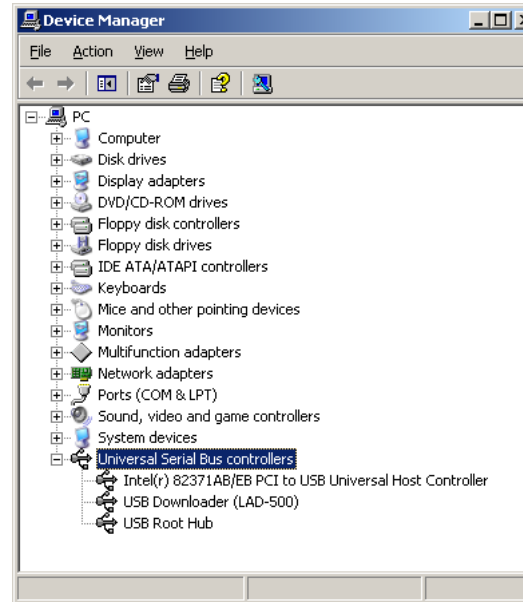 Device Manager
File Action View Help
PC
Computer
Disk drives
Display adapters
DVD/CD-ROM drives
Floppy disk controllers
Floppy disk drives
IDE ATA/ATAPI controllers
Keyboards
Mice and other pointing devices
Monitors
Multifunction adapters
Network adapters
Ports (COM & LPT)
Sound, video and game controllers
System devices
Universal Serial Bus controllers
Intel(r) 82371AB/EB PCI to USB Universal Host Controller
USB Downloader (LAD-500)
USB Root Hub